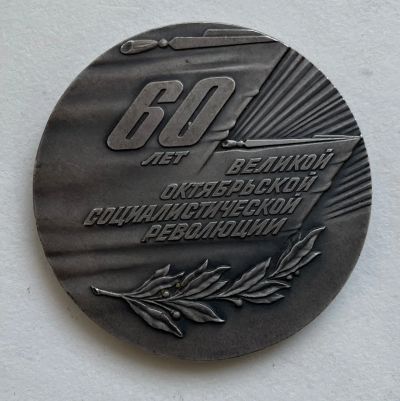 60
ЛЕТ
ВЕЛИКОЙ
ОКТЯБРЬСКОЙ
СОЦИАЛИСТИЧЕСКОЙ
РЕВОЛЮЦИИ